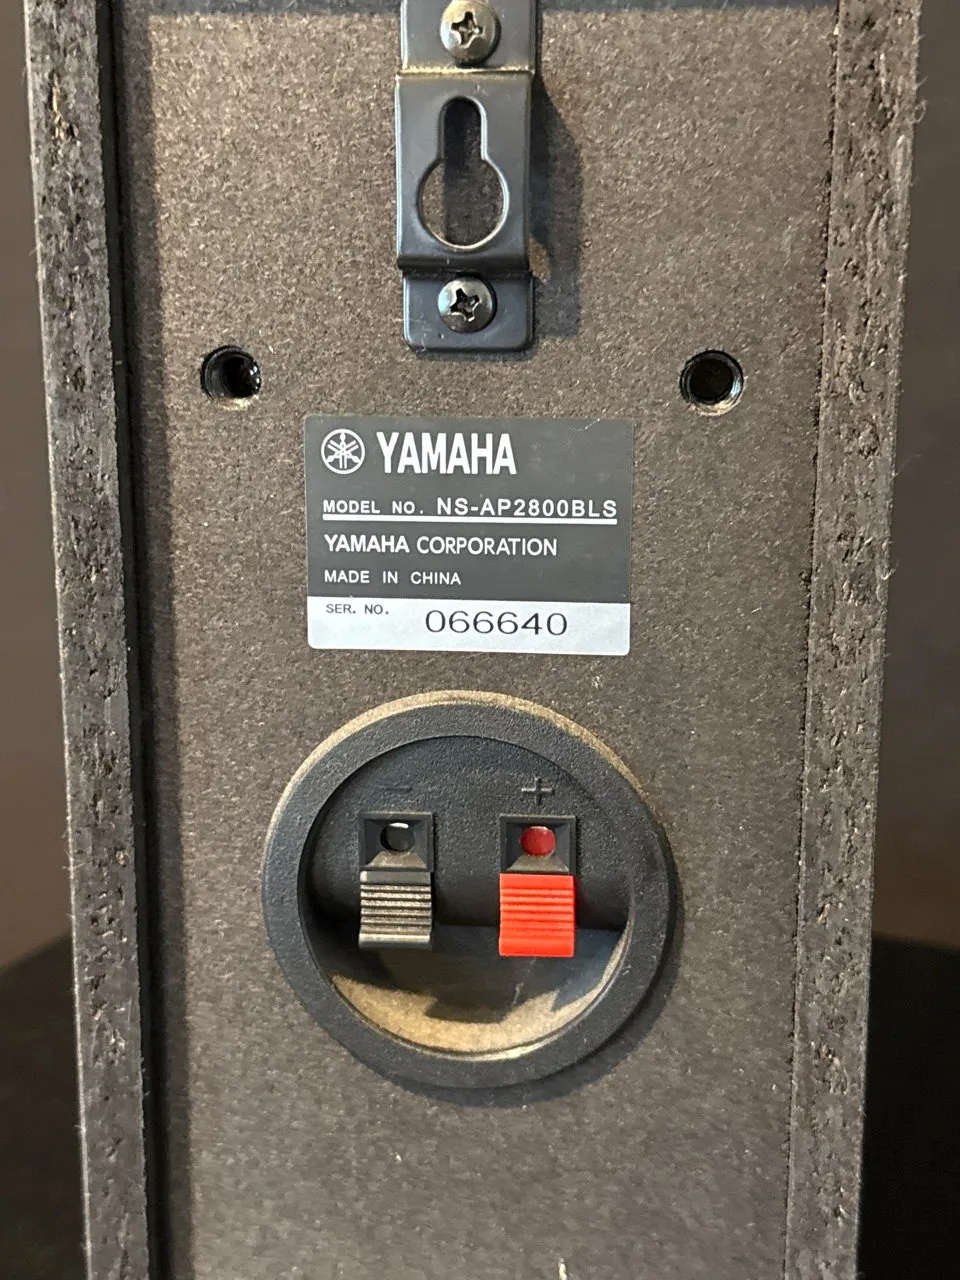 YAMAHA
MODEL NO. NS-AP2800BLS
YAMAHA CORPORATION
MADE IN CHINA
SER. NO. 066640
− +